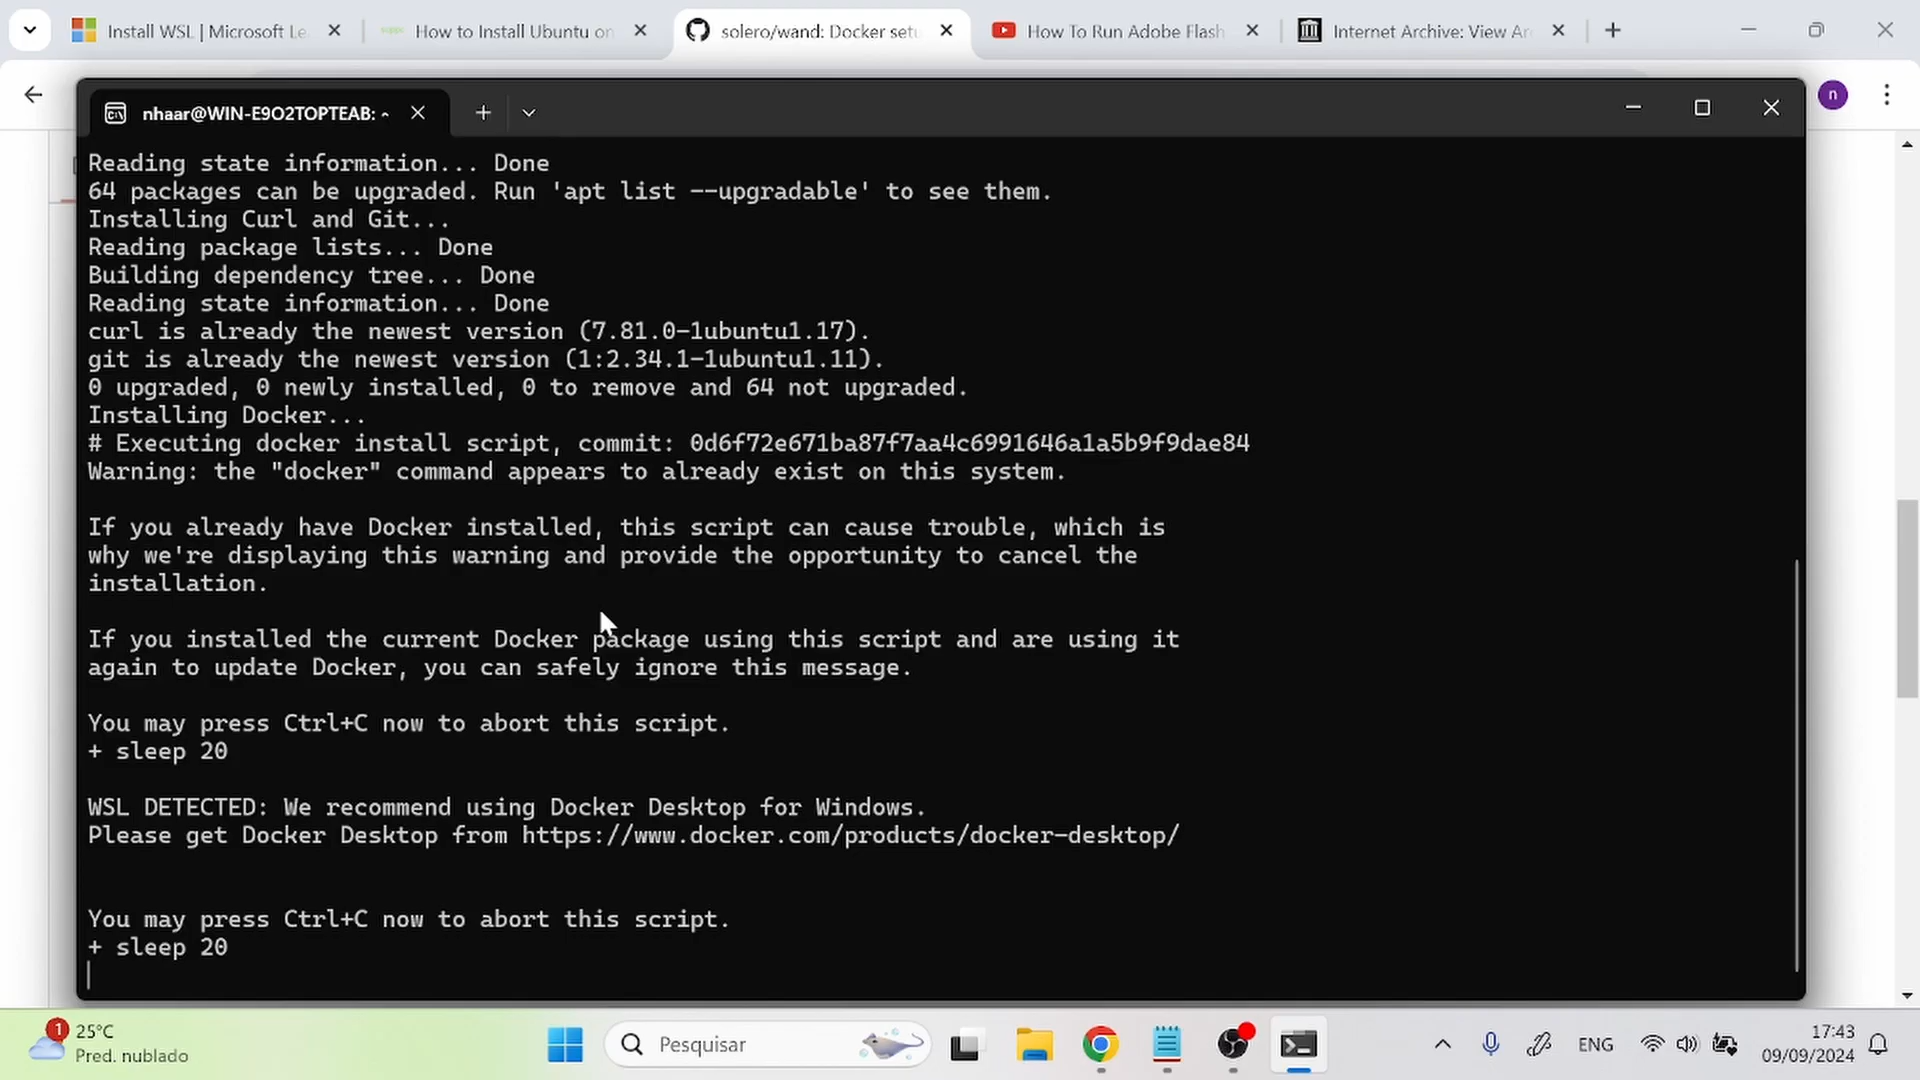 Install WSL | Microsoft Le
How to Install Ubuntu on
solero/wand: Docker setu
How To Run Adobe Flash
Internet Archive: View Ar
nhaar@WIN-E9O2TOPTEAB: ~
n
Reading state information... Done
64 packages can be upgraded. Run 'apt list --upgradable' to see them.
Installing Curl and Git...
Reading package lists... Done
Building dependency tree... Done
Reading state information... Done
curl is already the newest version (7.81.0-1ubuntu1.17).
git is already the newest version (1:2.34.1-1ubuntu1.11).
0 upgraded, 0 newly installed, 0 to remove and 64 not upgraded.
Installing Docker...
# Executing docker install script, commit: 0d6f72e671ba87f7aa4c6991646a1a5b9f9dae84
Warning: the "docker" command appears to already exist on this system.
If you already have Docker installed, this script can cause trouble, which is
why we're displaying this warning and provide the opportunity to cancel the
installation.
If you installed the current Docker package using this script and are using it
again to update Docker, you can safely ignore this message.
You may press Ctrl+C now to abort this script.
+ sleep 20
WSL DETECTED: We recommend using Docker Desktop for Windows.
Please get Docker Desktop from https://www.docker.com/products/docker-desktop/
You may press Ctrl+C now to abort this script.
+ sleep 20
1
25°C
Pred. nublado
Pesquisar
ENG
17:43
09/09/2024